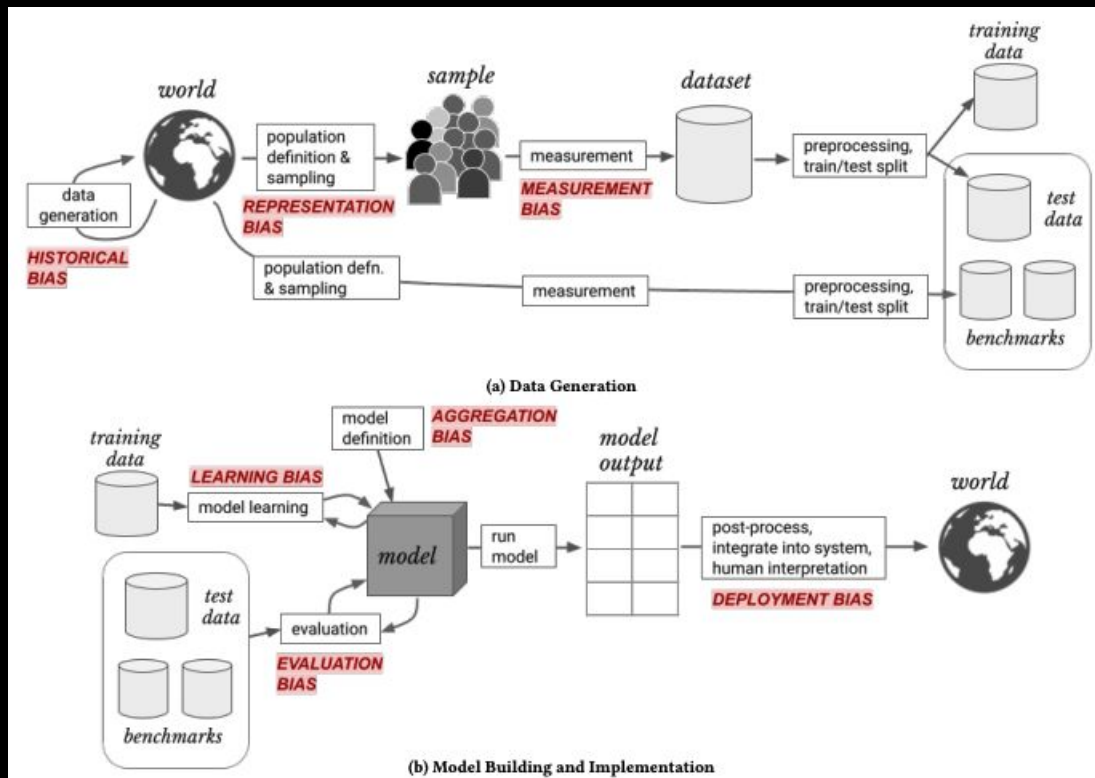 training
data
sample
dataset
world
population
definition &
sampling
measurement
preprocessing,
train/test split
data
generation
REPRESENTATION
BIAS
MEASUREMENT
BIAS
test
data
HISTORICAL
BIAS
population defn.
& sampling
measurement
preprocessing,
train/test split
benchmarks
(a) Data Generation
training
data
model
definition
AGGREGATION
BIAS
model
output
LEARNING BIAS
model learning
world
model
run
model
post-process,
integrate into system,
human interpretation
DEPLOYMENT BIAS
test
data
evaluation
EVALUATION
BIAS
benchmarks
(b) Model Building and Implementation